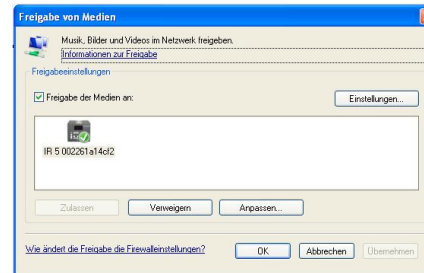 Freigabe von Medien
Musik, Bilder und Videos im Netzwerk freigeben.
Informationen zur Freigabe
Freigabeeinstellungen
Freigabe der Medien an:
Einstellungen...
IR 5 002261a14cf2
Zulassen
Verweigern
Anpassen...
Wie ändert die Freigabe die Firewalleinstellungen?
OK
Abbrechen
Übernehmen